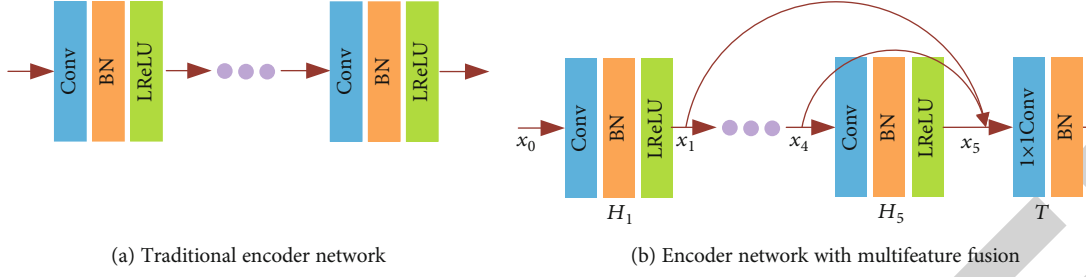 Conv
BN
LReLU
Conv
BN
LReLU
(a) Traditional encoder network
x0
Conv
BN
LReLU
H1
x1
x4
Conv
BN
LReLU
H5
x5
1×1Conv
BN
T
(b) Encoder network with multifeature fusion